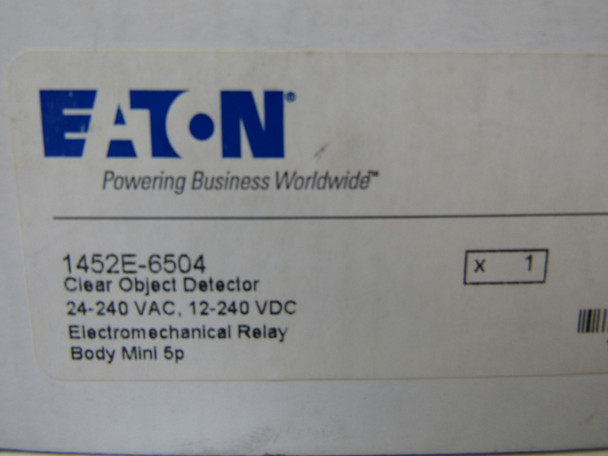 EATON®
Powering Business Worldwide™
1452E-6504
x 1
Clear Object Detector
24-240 VAC, 12-240 VDC
Electromechanical Relay
Body Mini 5p